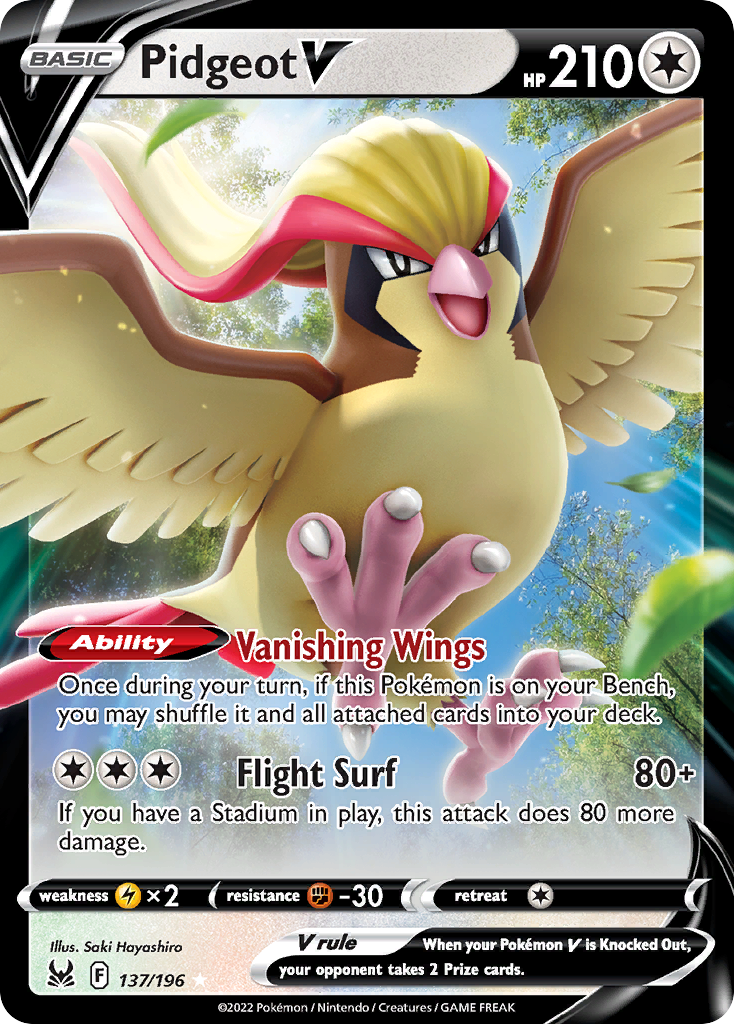 BASIC Pidgeot V HP 210
Ability Vanishing Wings
Once during your turn, if this Pokémon is on your Bench,
you may shuffle it and all attached cards into your deck.
Flight Surf 80+
If you have a Stadium in play, this attack does 80 more
damage.
weakness ×2 resistance -30 retreat
Illus. Saki Hayashiro
V rule When your Pokémon V is Knocked Out,
your opponent takes 2 Prize cards.
F 137/196
©2022 Pokémon / Nintendo / Creatures / GAME FREAK